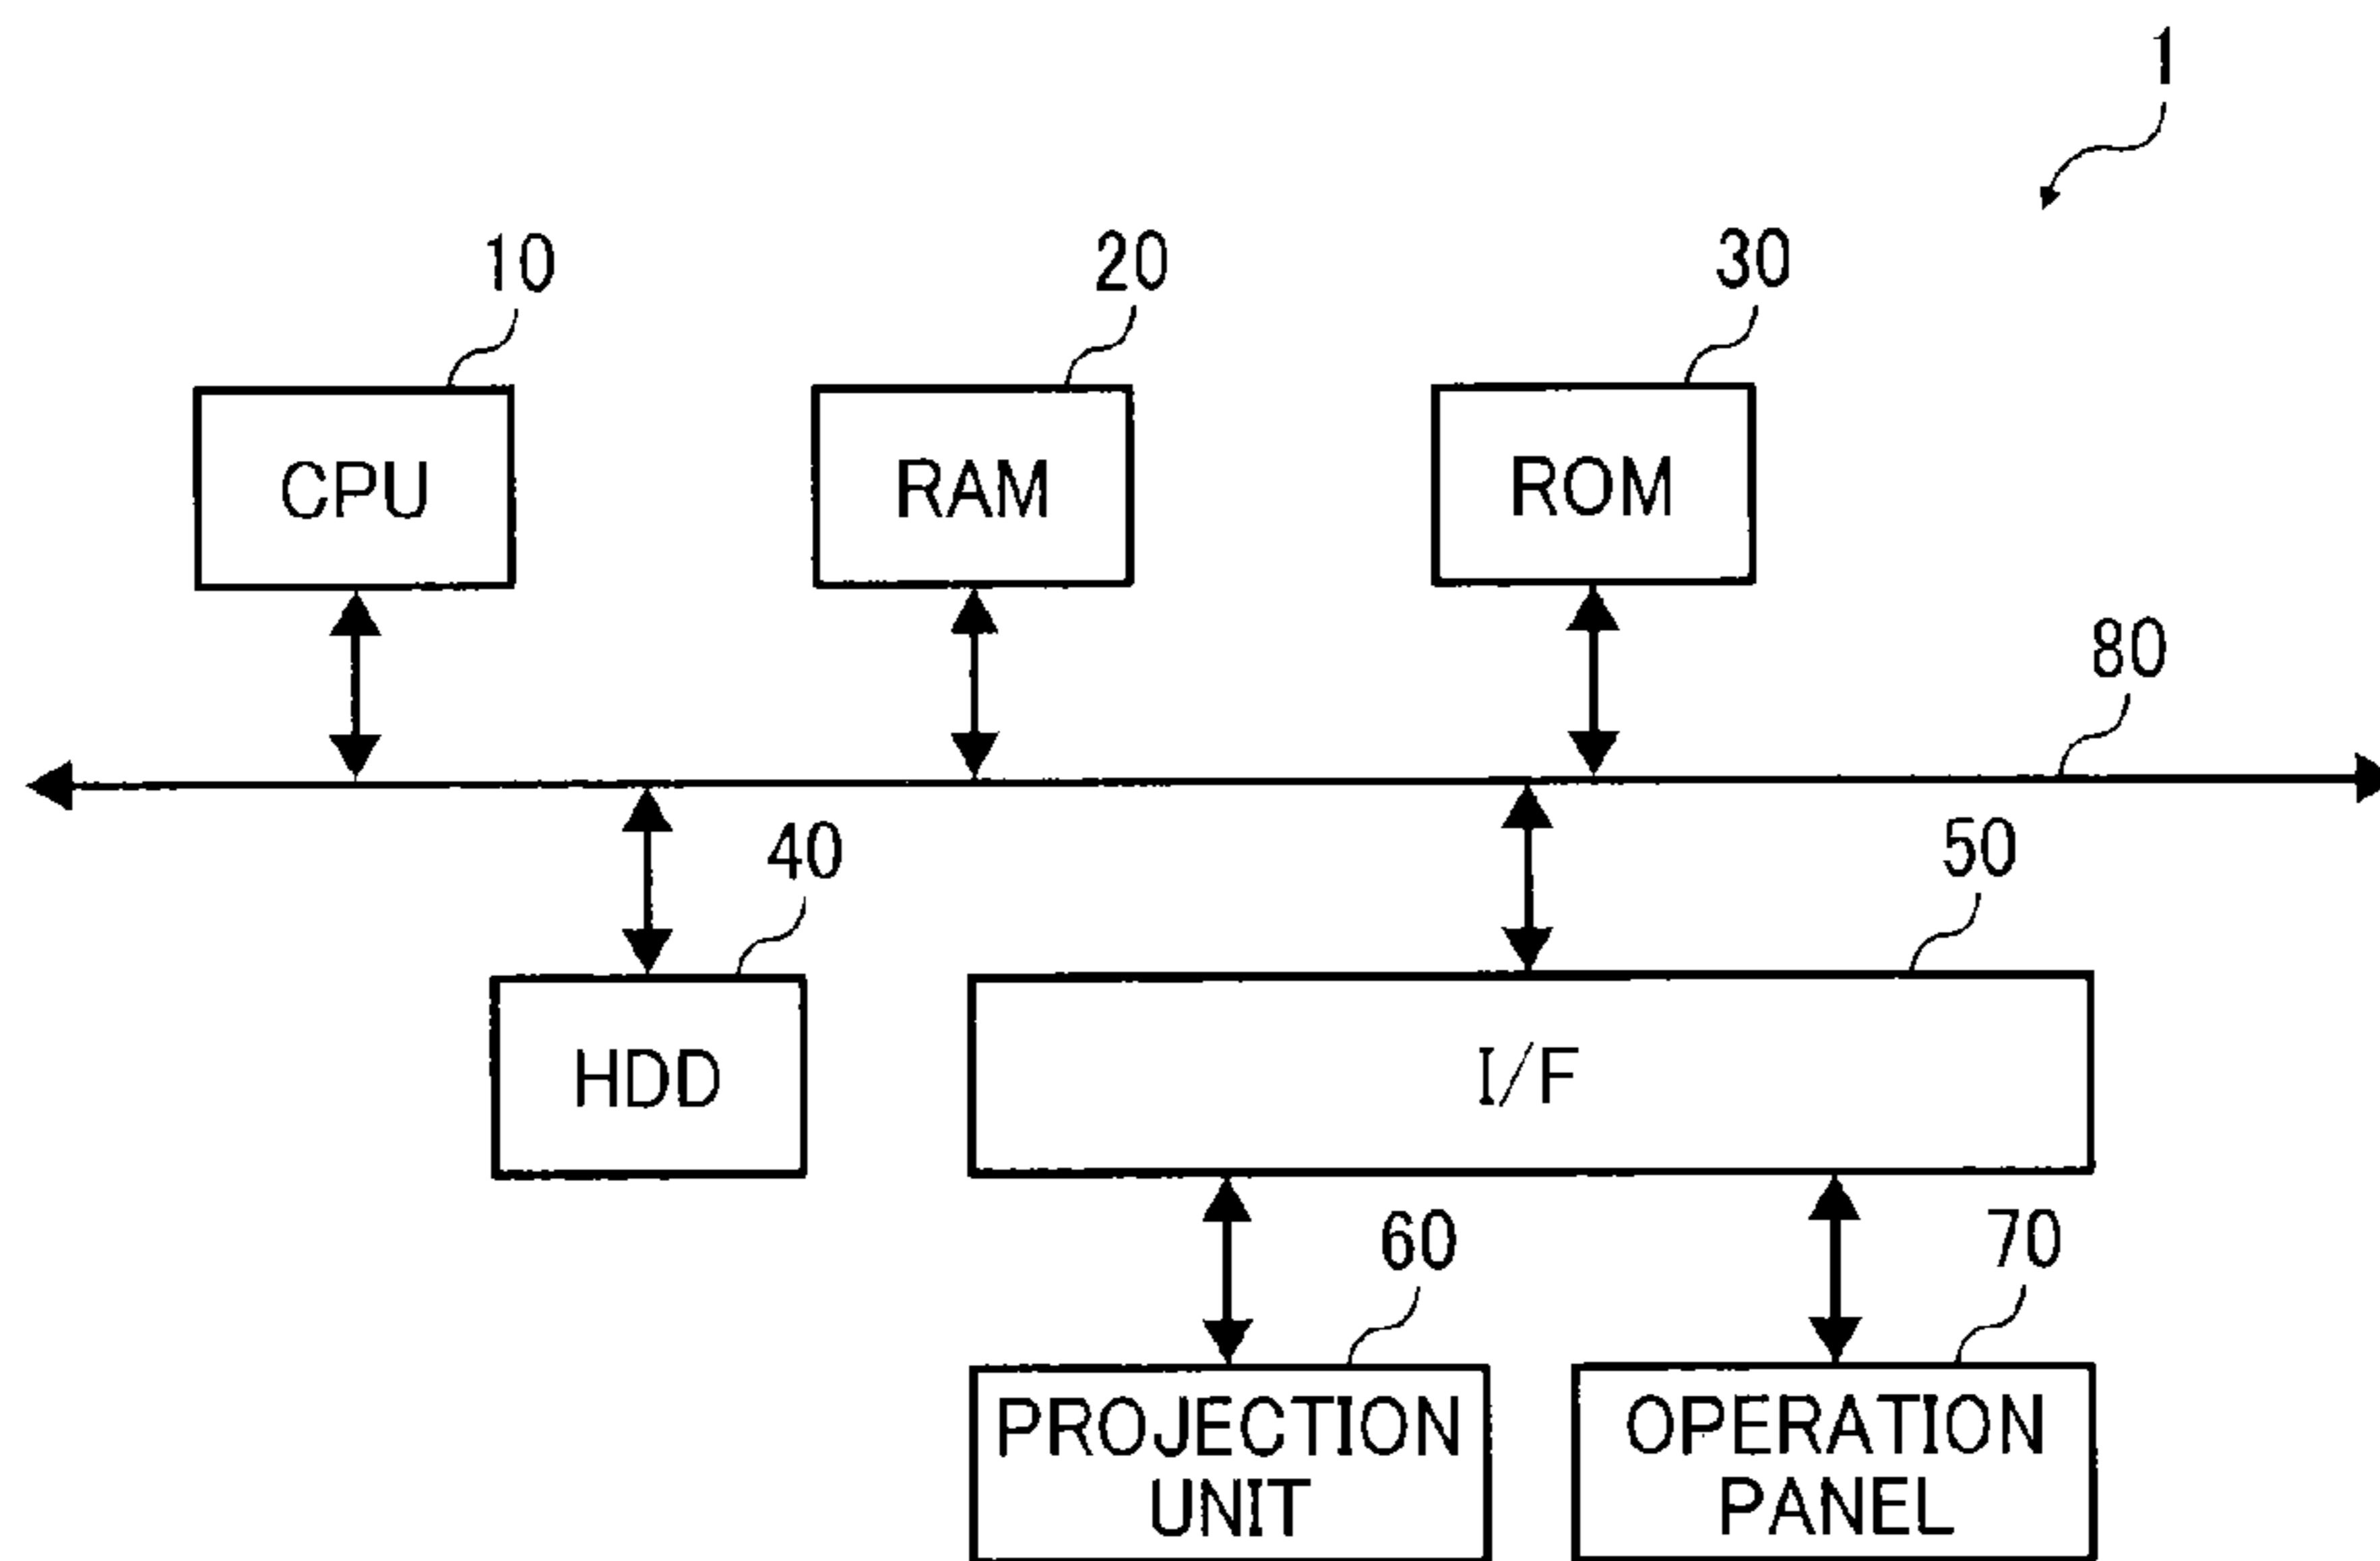 1
10
20
30
CPU
RAM
ROM
80
40
50
HDD
I/F
60
70
PROJECTION
UNIT
OPERATION
PANEL